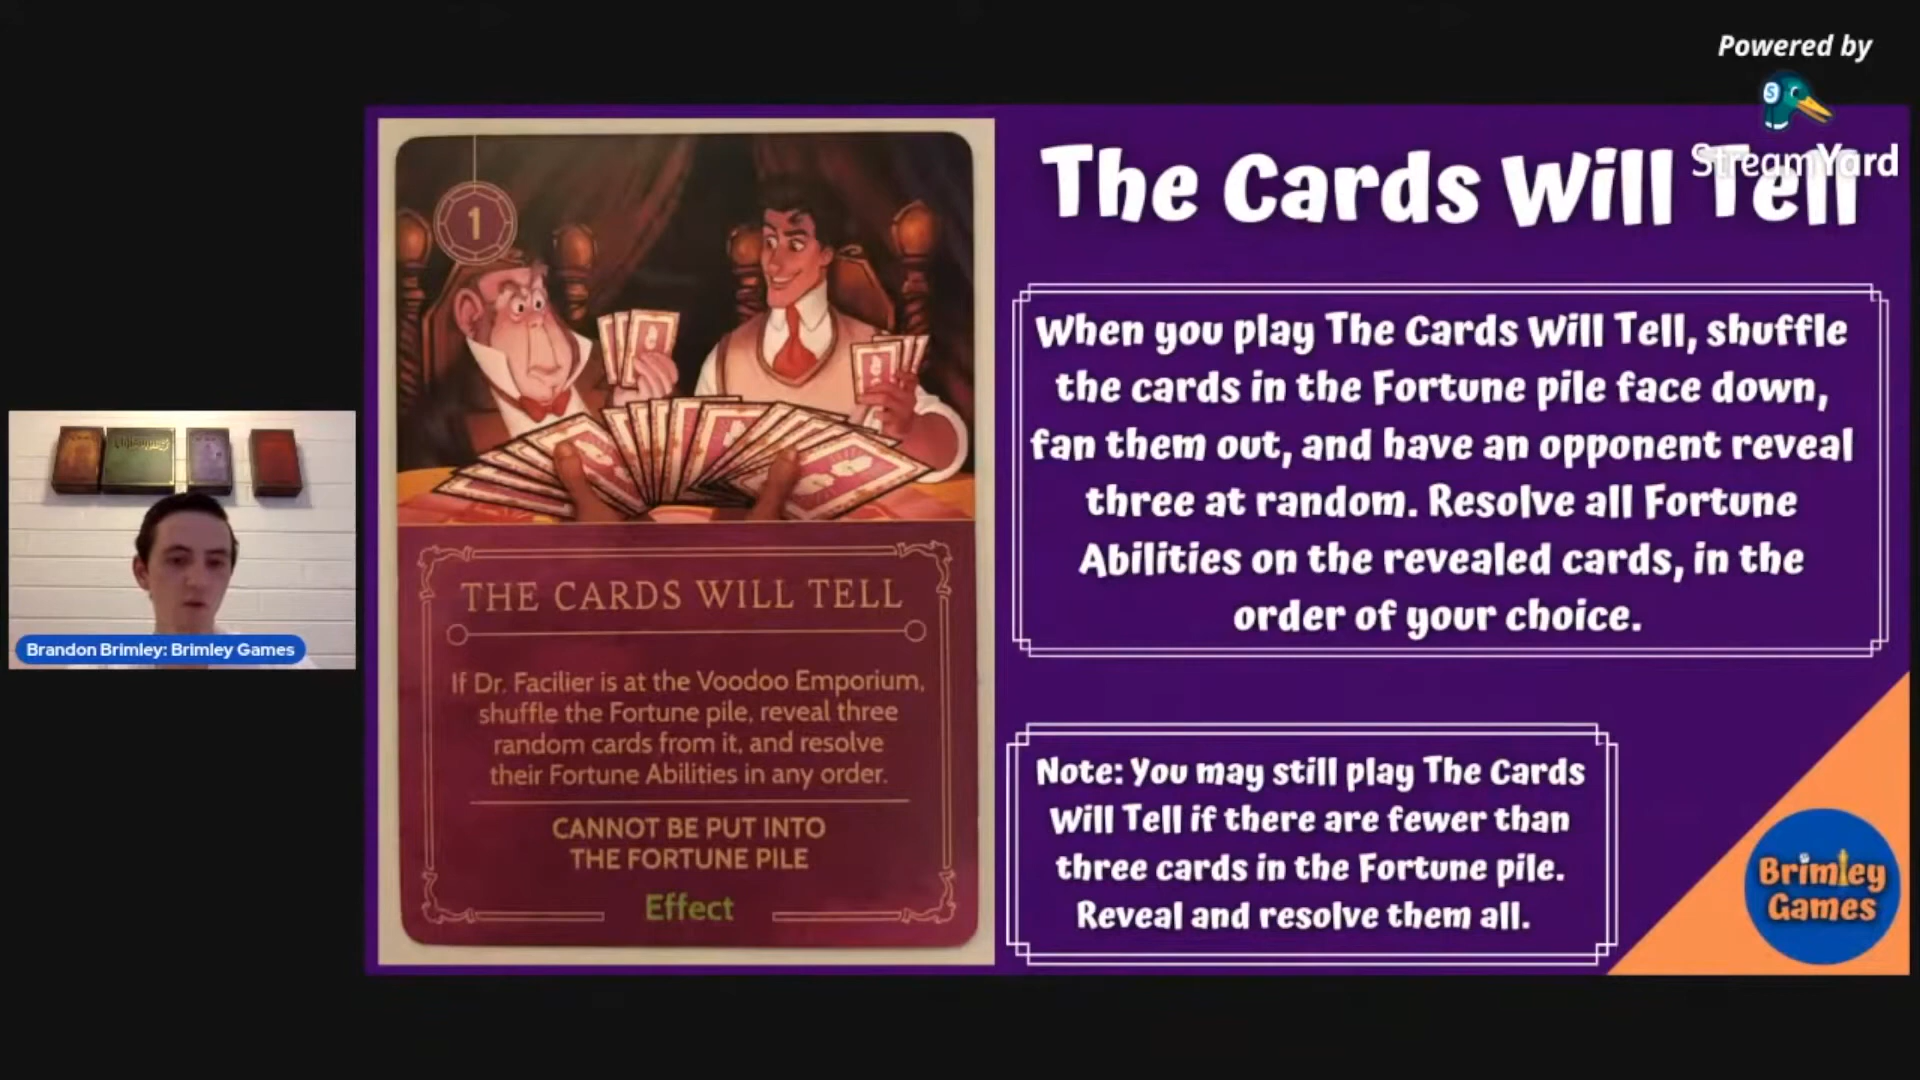 Powered by
StreamYard
1
THE CARDS WILL TELL
If Dr. Facilier is at the Voodoo Emporium,
shuffle the Fortune pile, reveal three
random cards from it, and resolve
their Fortune Abilities in any order.
CANNOT BE PUT INTO
THE FORTUNE PILE
Effect
The Cards Will Tell
When you play The Cards Will Tell, shuffle
the cards in the Fortune pile face down,
fan them out, and have an opponent reveal
three at random. Resolve all Fortune
Abilities on the revealed cards, in the
order of your choice.
Note: You may still play The Cards
Will Tell if there are fewer than
three cards in the Fortune pile.
Reveal and resolve them all.
Brimley
Games
Brandon Brimley: Brimley Games